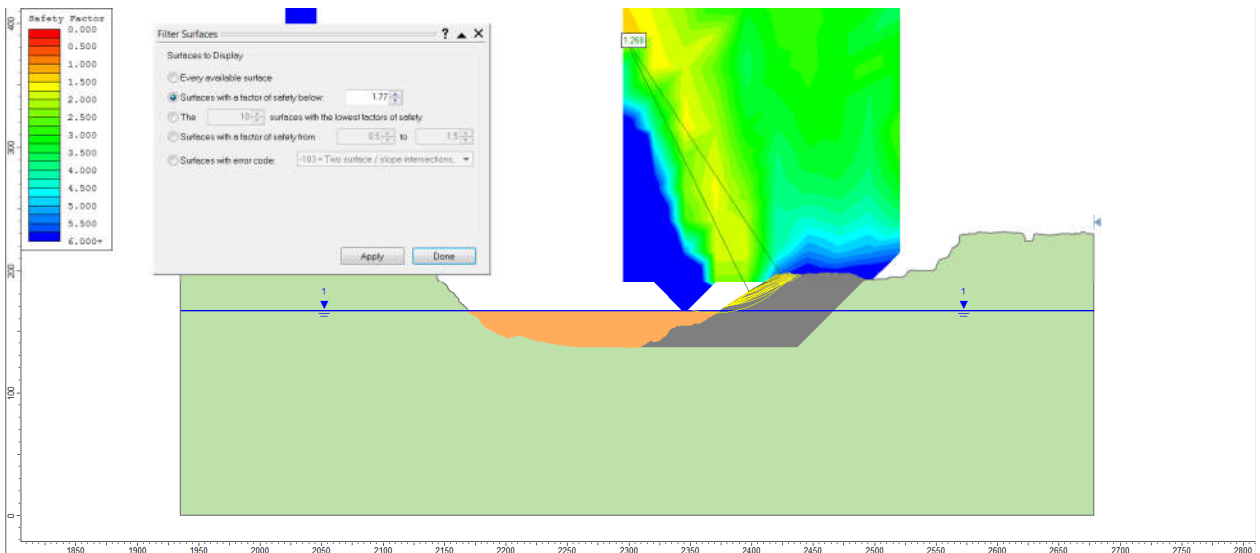 Safety Factor
0.000
0.500
1.000
1.500
2.000
2.500
3.000
3.500
4.000
4.500
5.000
5.500
6.000+
Filter Surfaces
?
Surfaces to Display
Every available surface
Surfaces with a factor of safety below: 1.77
The 10 surfaces with the lowest factors of safety
Surfaces with a factor of safety from 0.5 to 1.5
Surfaces with error code: -103 = Two surface / slope intersections.
Apply Done
1.268
1
1
400
300
200
100
0
1850 1900 1950 2000 2050 2100 2150 2200 2250 2300 2350 2400 2450 2500 2550 2600 2650 2700 2750 2800